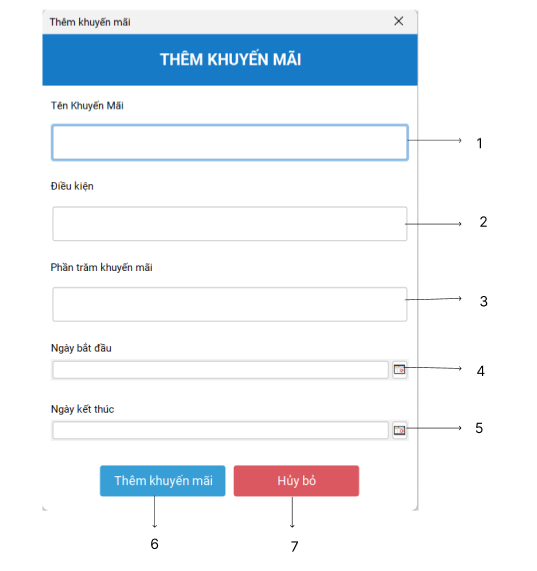 Thêm khuyến mãi
THÊM KHUYẾN MÃI
Tên Khuyến Mãi
1
Điều kiện
2
Phần trăm khuyến mãi
3
Ngày bắt đầu
4
Ngày kết thúc
5
Thêm khuyến mãi Hủy bỏ
6 7